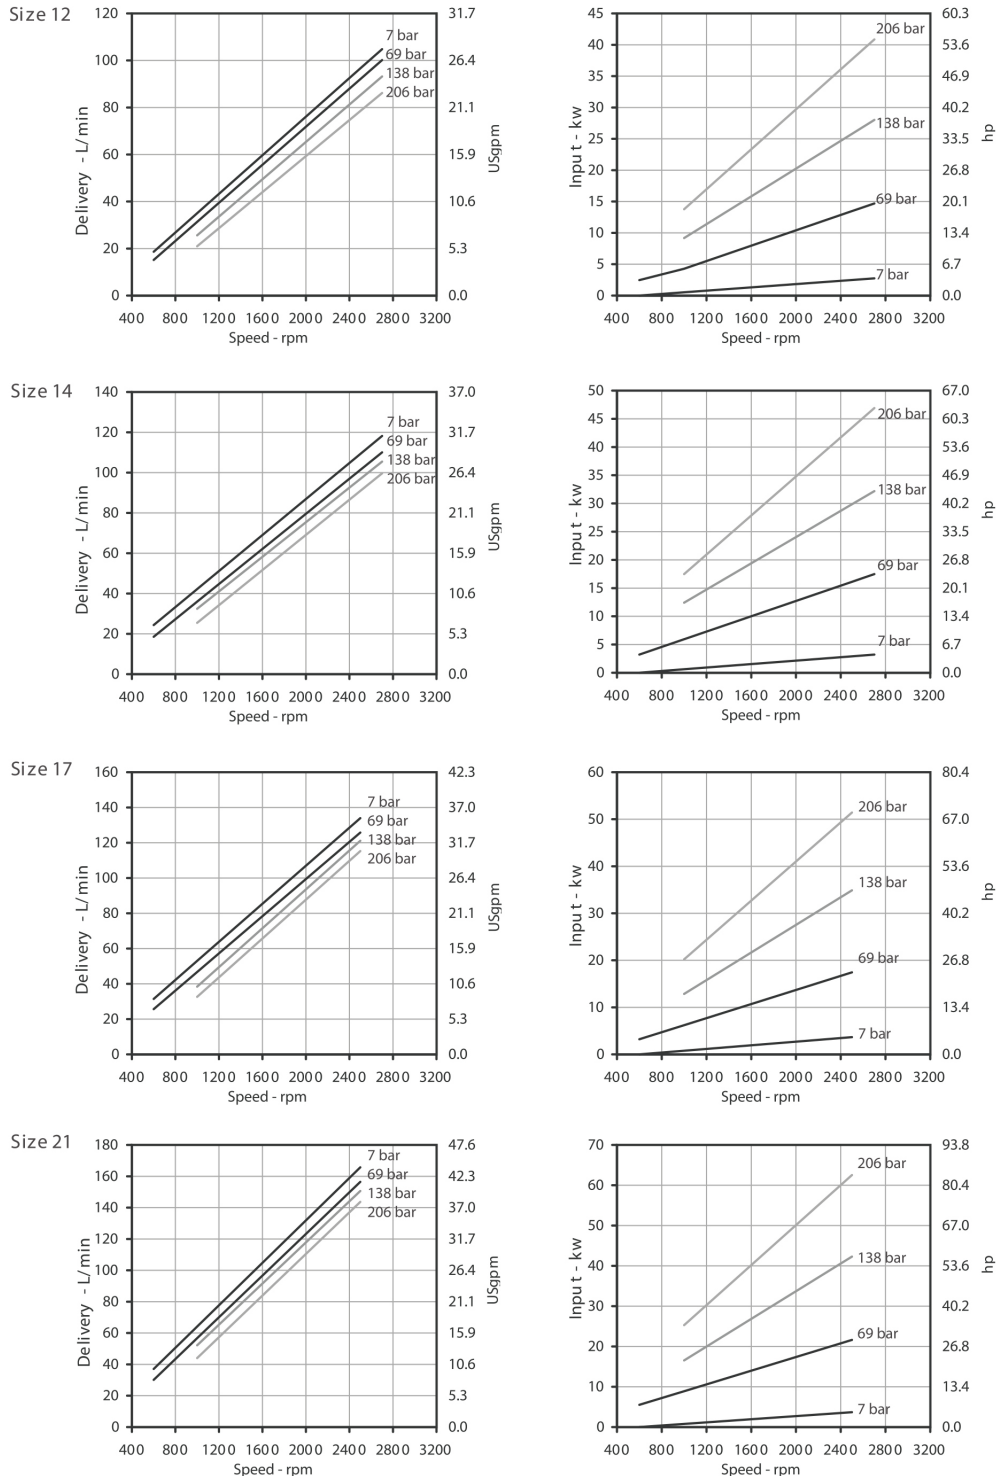 Size 12
120
100
80
60
40
20
0
Delivery - L/min
31.7
26.4
21.1
15.9
10.6
5.3
0.0
USgpm
7 bar
69 bar
138 bar
206 bar
400 800 1200 1600 2000 2400 2800 3200
Speed - rpm
45
40
35
30
25
20
15
10
5
0
Input - kw
60.3
53.6
46.9
40.2
33.5
26.8
20.1
13.4
6.7
0.0
hp
206 bar
138 bar
69 bar
7 bar
400 800 1200 1600 2000 2400 2800 3200
Speed - rpm
Size 14
140
120
100
80
60
40
20
0
Delivery - L/min
37.0
31.7
26.4
21.1
15.9
10.6
5.3
0.0
USgpm
7 bar
69 bar
138 bar
206 bar
400 800 1200 1600 2000 2400 2800 3200
Speed - rpm
50
45
40
35
30
25
20
15
10
5
0
Input - kw
67.0
60.3
53.6
46.9
40.2
33.5
26.8
20.1
13.4
6.7
0.0
hp
206 bar
138 bar
69 bar
7 bar
400 800 1200 1600 2000 2400 2800 3200
Speed - rpm
Size 17
160
140
120
100
80
60
40
20
0
Delivery - L/min
42.3
37.0
31.7
26.4
21.1
15.9
10.6
5.3
0.0
USgpm
7 bar
69 bar
138 bar
206 bar
400 800 1200 1600 2000 2400 2800 3200
Speed - rpm
60
50
40
30
20
10
0
Input - kw
80.4
67.0
53.6
40.2
26.8
13.4
0.0
hp
206 bar
138 bar
69 bar
7 bar
400 800 1200 1600 2000 2400 2800 3200
Speed - rpm
Size 21
180
160
140
120
100
80
60
40
20
0
Delivery - L/min
47.6
42.3
37.0
31.7
26.4
21.1
15.9
10.6
5.3
0.0
USgpm
7 bar
69 bar
138 bar
206 bar
400 800 1200 1600 2000 2400 2800 3200
Speed - rpm
70
60
50
40
30
20
10
0
Input - kw
93.8
80.4
67.0
53.6
40.2
26.8
13.4
0.0
hp
206 bar
138 bar
69 bar
7 bar
400 800 1200 1600 2000 2400 2800 3200
Speed - rpm